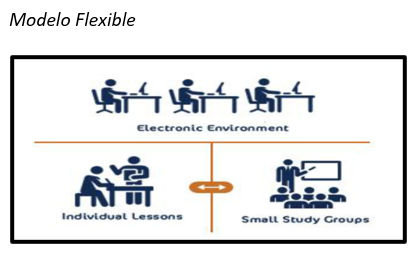 Modelo Flexible
Electronic Environment
Individual Lessons
Small Study Groups